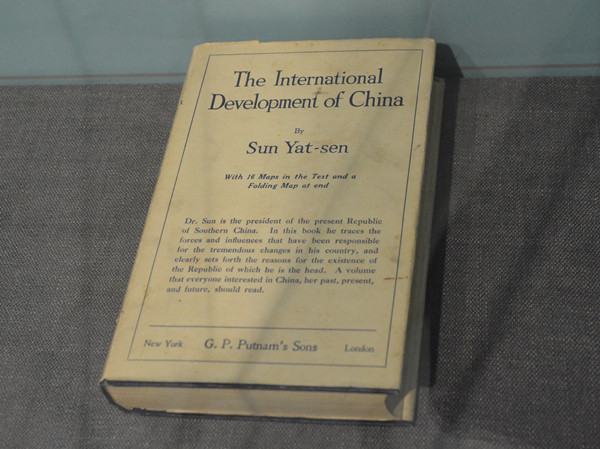 The International
Development of China
By
Sun Yat-sen
With 16 Maps in the Text and a
Folding Map at end
Dr. Sun is the president of the present Republic
of Southern China. In this book he traces the
forces and influences that have been responsible
for the tremendous changes in his country, and
clearly sets forth the reasons for the existence of
the Republic of which he is the head. A volume
that everyone interested in China, her past, present,
and future, should read.
New York G. P. Putnam's Sons London